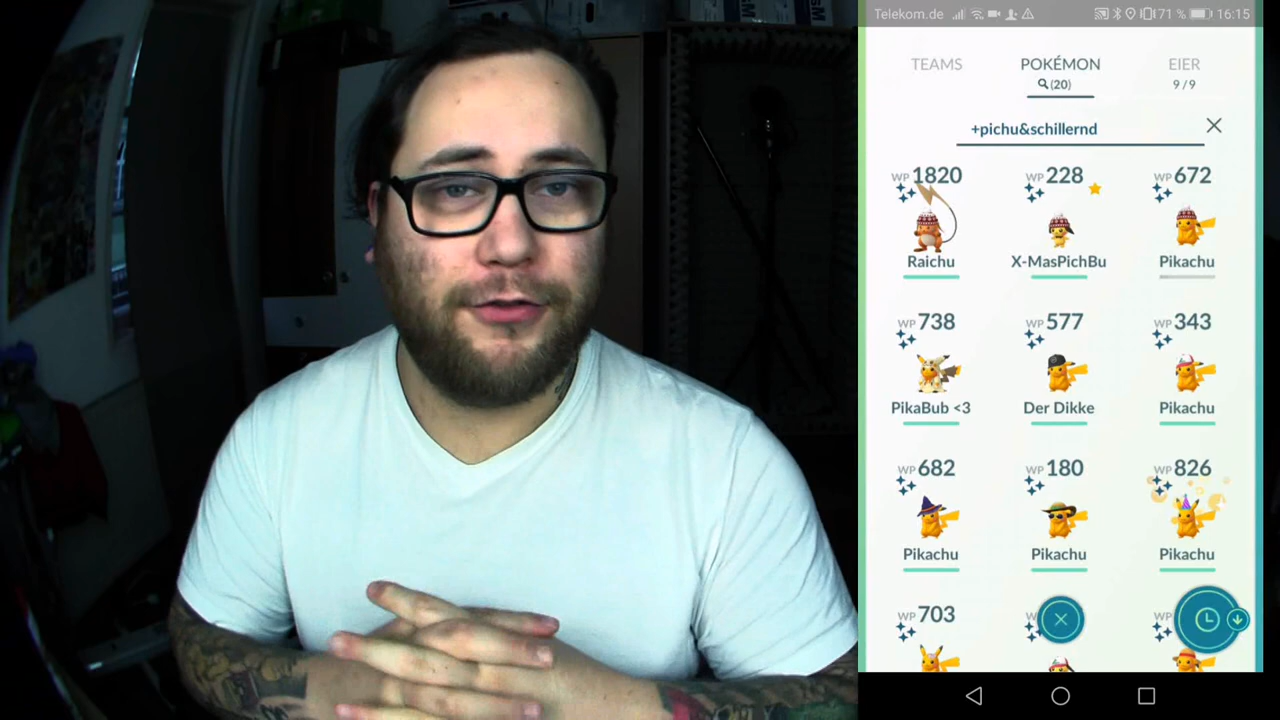 Telekom.de 71 % 16:15
TEAMS POKÉMON EIER
(20) 9/9
+pichu&schillernd
WP 1820 WP 228 WP 672
Raichu X-MasPichBu Pikachu
WP 738 WP 577 WP 343
PikaBub <3 Der Dikke Pikachu
WP 682 WP 180 WP 826
Pikachu Pikachu Pikachu
WP 703 WP